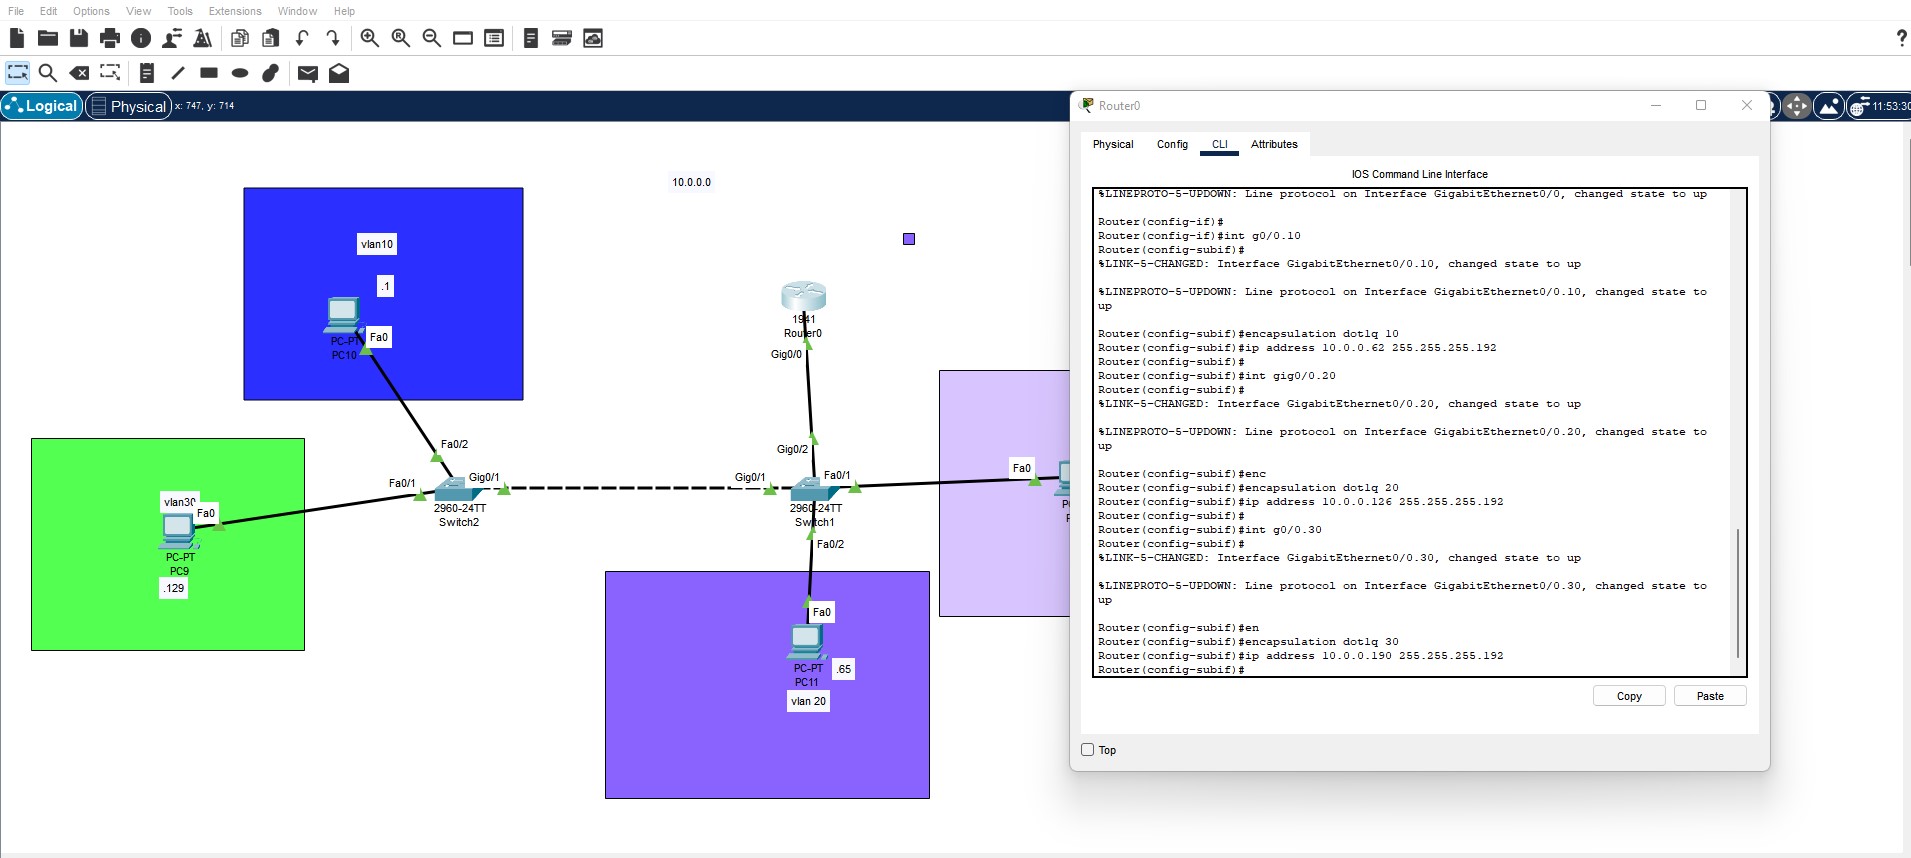 File Edit Options View Tools Extensions Window Help
?
Logical Physical x: 747, y: 714
11:53:30
Router0
Physical Config CLI Attributes
IOS Command Line Interface
%LINEPROTO-5-UPDOWN: Line protocol on Interface GigabitEthernet0/0, changed state to up
Router(config-if)#
Router(config-if)#int g0/0.10
Router(config-subif)#
%LINK-5-CHANGED: Interface GigabitEthernet0/0.10, changed state to up
%LINEPROTO-5-UPDOWN: Line protocol on Interface GigabitEthernet0/0.10, changed state to
up
Router(config-subif)#encapsulation dot1q 10
Router(config-subif)#ip address 10.0.0.62 255.255.255.192
Router(config-subif)#
Router(config-subif)#int gig0/0.20
Router(config-subif)#
%LINK-5-CHANGED: Interface GigabitEthernet0/0.20, changed state to up
%LINEPROTO-5-UPDOWN: Line protocol on Interface GigabitEthernet0/0.20, changed state to
up
Router(config-subif)#enc
Router(config-subif)#encapsulation dot1q 20
Router(config-subif)#ip address 10.0.0.126 255.255.255.192
Router(config-subif)#
Router(config-subif)#int g0/0.30
Router(config-subif)#
%LINK-5-CHANGED: Interface GigabitEthernet0/0.30, changed state to up
%LINEPROTO-5-UPDOWN: Line protocol on Interface GigabitEthernet0/0.30, changed state to
up
Router(config-subif)#en
Router(config-subif)#encapsulation dot1q 30
Router(config-subif)#ip address 10.0.0.190 255.255.255.192
Router(config-subif)#
Copy Paste
Top
10.0.0.0
vlan10
.1
Fa0
PC-PT
PC10
1941
Router0
Gig0/0
Fa0/2
Gig0/1
Fa0/1
2960-24TT
Switch2
Gig0/2
Gig0/1
Fa0/1
2960-24TT
Switch1
Fa0/2
Fa0
vlan30
Fa0
PC-PT
PC9
.129
Fa0
PC-PT
PC11
.65
vlan 20